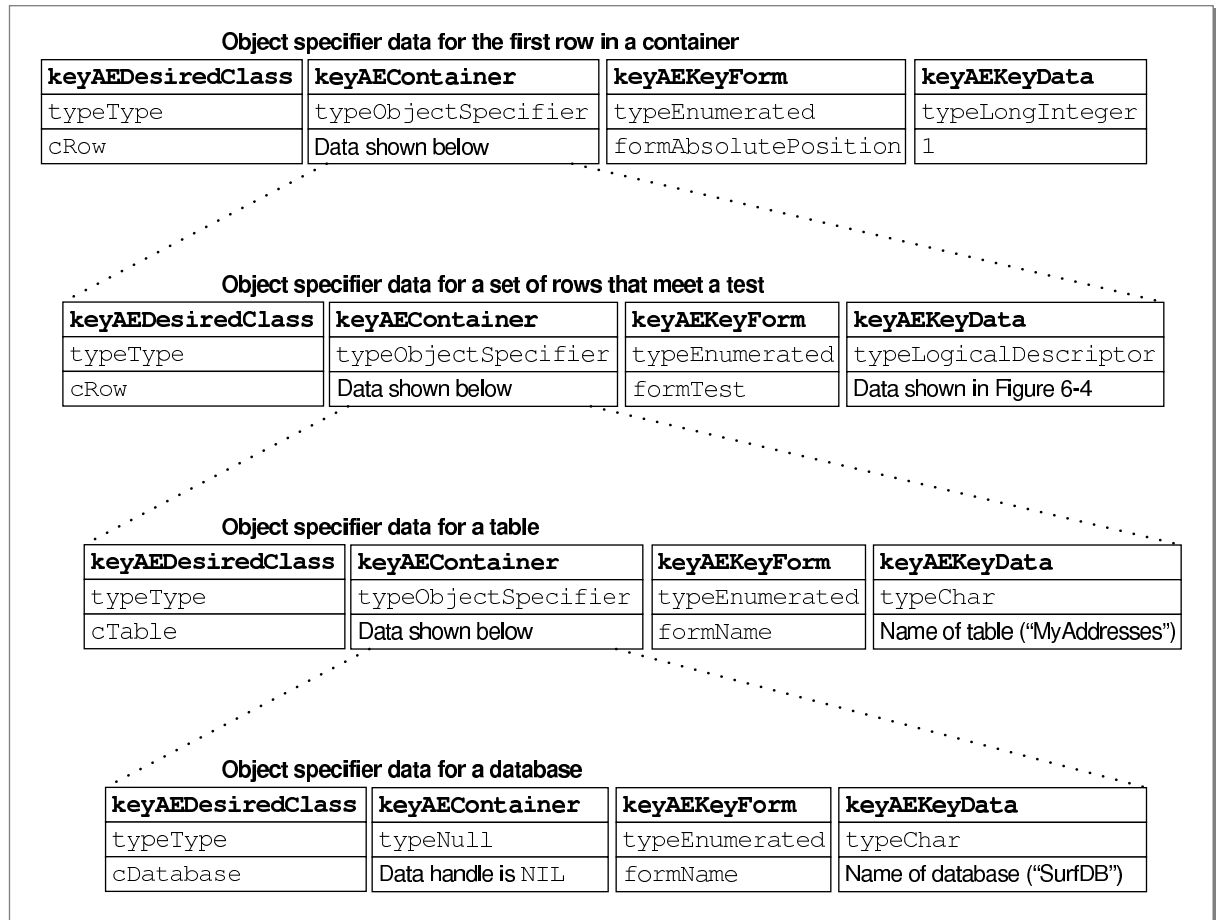 Object specifier data for the first row in a container
keyAEDesiredClass keyAEContainer keyAEKeyForm keyAEKeyData
typeType typeObjectSpecifier typeEnumerated typeLongInteger
cRow Data shown below formAbsolutePosition 1
Object specifier data for a set of rows that meet a test
keyAEDesiredClass keyAEContainer keyAEKeyForm keyAEKeyData
typeType typeObjectSpecifier typeEnumerated typeLogicalDescriptor
cRow Data shown below formTest Data shown in Figure 6-4
Object specifier data for a table
keyAEDesiredClass keyAEContainer keyAEKeyForm keyAEKeyData
typeType typeObjectSpecifier typeEnumerated typeChar
cTable Data shown below formName Name of table (“MyAddresses”)
Object specifier data for a database
keyAEDesiredClass keyAEContainer keyAEKeyForm keyAEKeyData
typeType typeNull typeEnumerated typeChar
cDatabase Data handle is NIL formName Name of database (“SurfDB”)